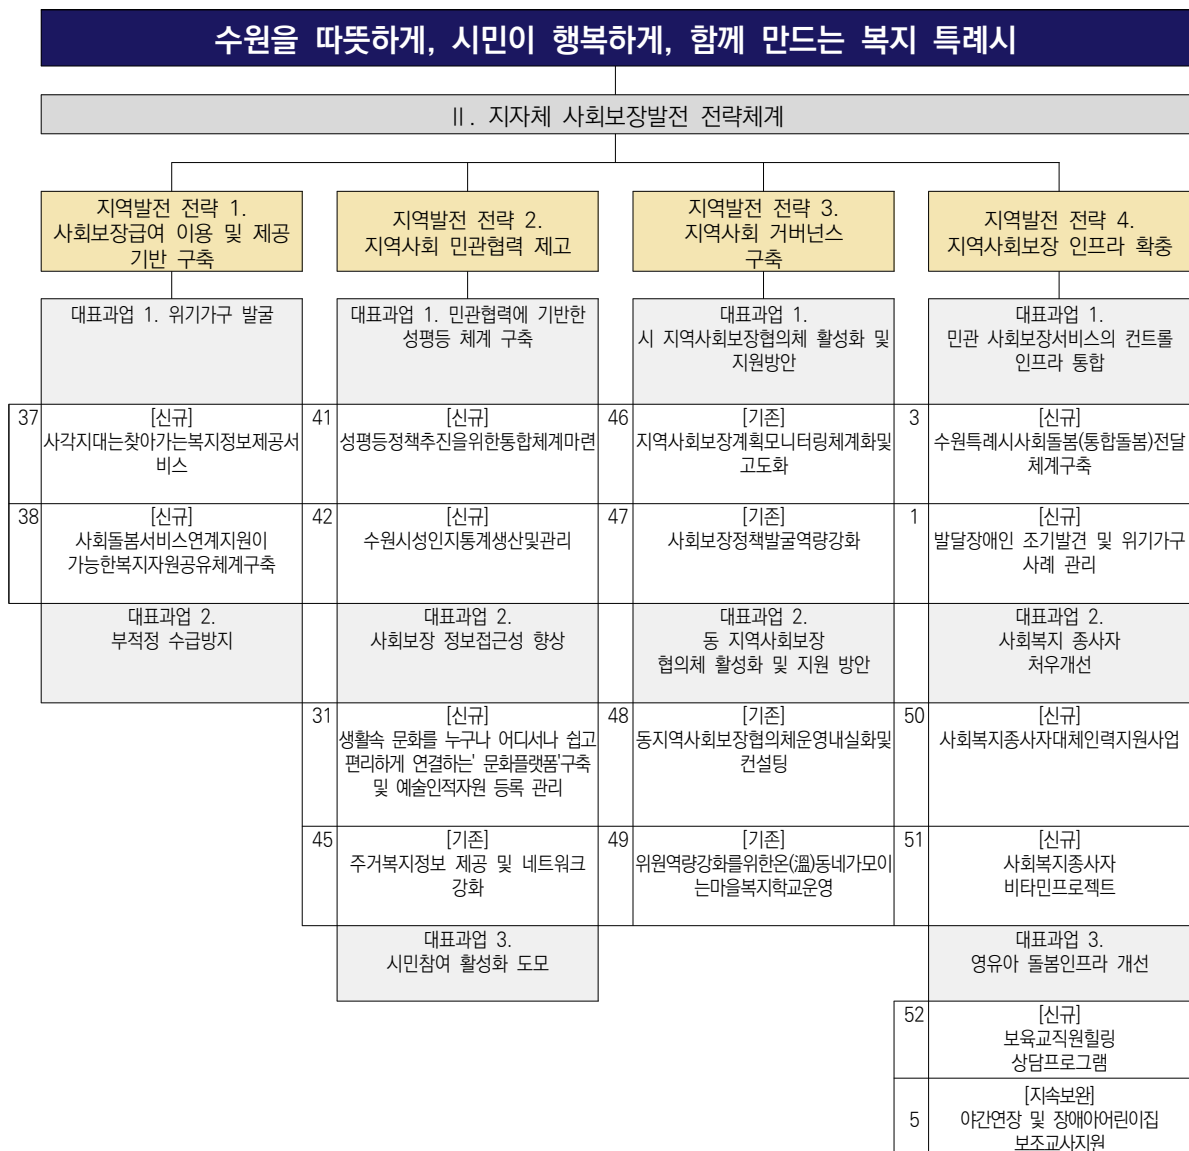 수원을 따뜻하게, 시민이 행복하게, 함께 만드는 복지 특례시
Ⅱ. 지자체 사회보장발전 전략체계
지역발전 전략 1.
사회보장급여 이용 및 제공
기반 구축
지역발전 전략 2.
지역사회 민관협력 제고
지역발전 전략 3.
지역사회 거버넌스
구축
지역발전 전략 4.
지역사회보장 인프라 확충
대표과업 1. 위기가구 발굴
대표과업 1. 민관협력에 기반한
성평등 체계 구축
대표과업 1.
시 지역사회보장협의체 활성화 및
지원방안
대표과업 1.
민관 사회보장서비스의 컨트롤
인프라 통합
37
[신규]
사각지대는찾아가는복지정보제공서
비스
41
[신규]
성평등정책추진을위한통합체계마련
46
[기존]
지역사회보장계획모니터링체계화및
고도화
3
[신규]
수원특례시사회돌봄(통합돌봄)전달
체계구축
38
[신규]
사회돌봄서비스연계지원이
가능한복지자원공유체계구축
42
[신규]
수원시성인지통계생산및관리
47
[기존]
사회보장정책발굴역량강화
1
[신규]
발달장애인 조기발견 및 위기가구
사례 관리
대표과업 2.
부적정 수급방지
대표과업 2.
사회보장 정보접근성 향상
대표과업 2.
동 지역사회보장
협의체 활성화 및 지원 방안
대표과업 2.
사회복지 종사자
처우개선
31
[신규]
생활속 문화를 누구나 어디서나 쉽고
편리하게 연결하는' 문화플랫폼'구축
및 예술인적자원 등록 관리
48
[기존]
동지역사회보장협의체운영내실화및
컨설팅
50
[신규]
사회복지종사자대체인력지원사업
45
[기존]
주거복지정보 제공 및 네트워크
강화
49
[기존]
위원역량강화를위한온(溫)동네가모이
는마을복지학교운영
51
[신규]
사회복지종사자
비타민프로젝트
대표과업 3.
시민참여 활성화 도모
대표과업 3.
영유아 돌봄인프라 개선
52
[신규]
보육교직원힐링
상담프로그램
5
[지속보완]
야간연장 및 장애아어린이집
보조교사지원